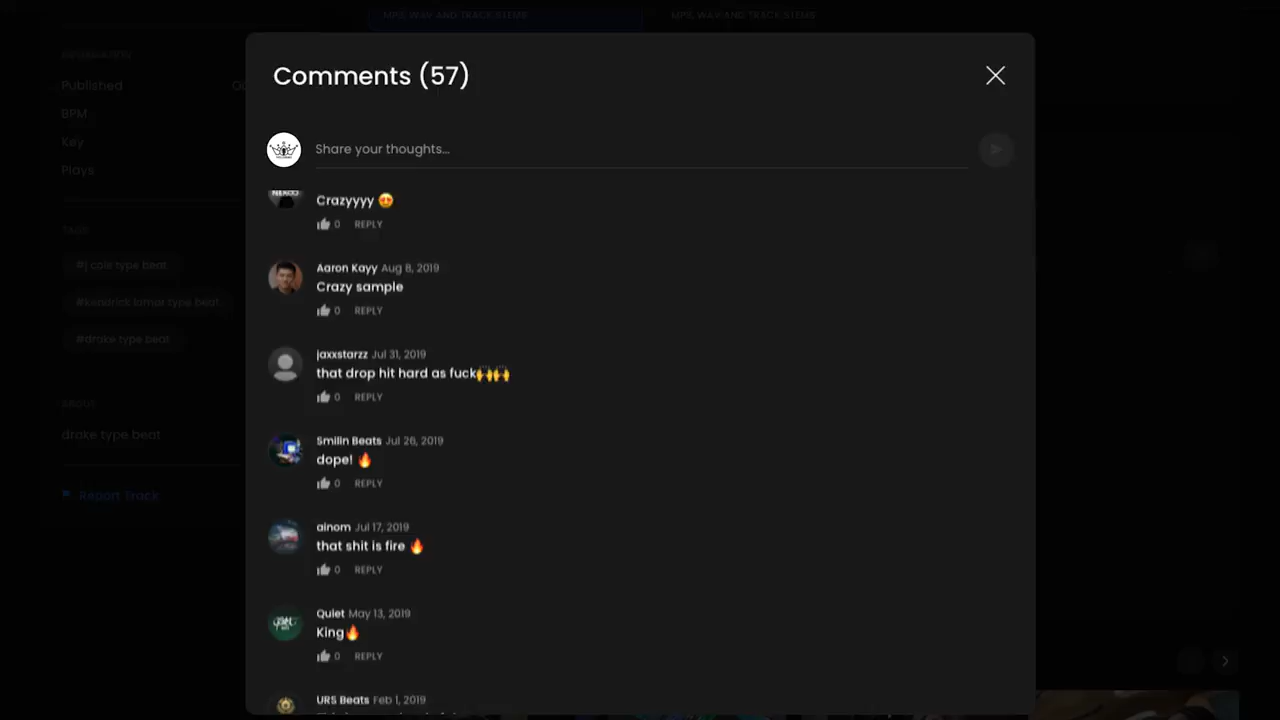 MP3, WAV AND TRACK STEMS
MP3, WAV AND TRACK STEMS
Comments (57)
INFORMATION
Published
BPM
Key
Plays
Share your thoughts...
Crazyyyy 😍
0 REPLY
TAGS
#j cole type beat
#kendrick lamar type beat
#drake type beat
Aaron Kayy Aug 8, 2019
Crazy sample
0 REPLY
jaxxstarzz Jul 31, 2019
that drop hit hard as fuck🙌🙌
0 REPLY
ABOUT
drake type beat
Report Track
Smilin Beats Jul 26, 2019
dope! 🔥
0 REPLY
ainom Jul 17, 2019
that shit is fire 🔥
0 REPLY
Quiet May 13, 2019
King🔥
0 REPLY
URS Beats Feb 1, 2019